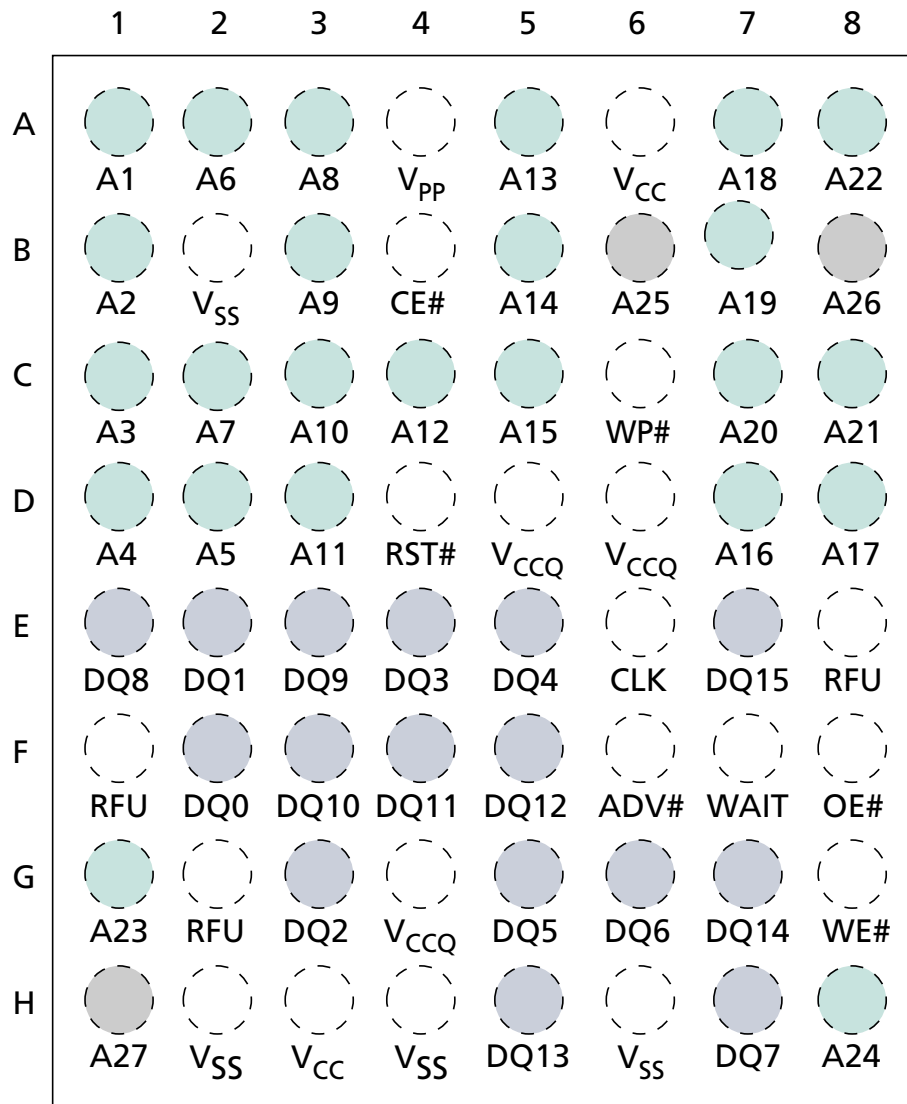 1 2 3 4 5 6 7 8
A
A1 A6 A8 VPP A13 VCC A18 A22
B
A2 VSS A9 CE# A14 A25 A19 A26
C
A3 A7 A10 A12 A15 WP# A20 A21
D
A4 A5 A11 RST# VCCQ VCCQ A16 A17
E
DQ8 DQ1 DQ9 DQ3 DQ4 CLK DQ15 RFU
F
RFU DQ0 DQ10 DQ11 DQ12 ADV# WAIT OE#
G
A23 RFU DQ2 VCCQ DQ5 DQ6 DQ14 WE#
H
A27 VSS VCC VSS DQ13 VSS DQ7 A24